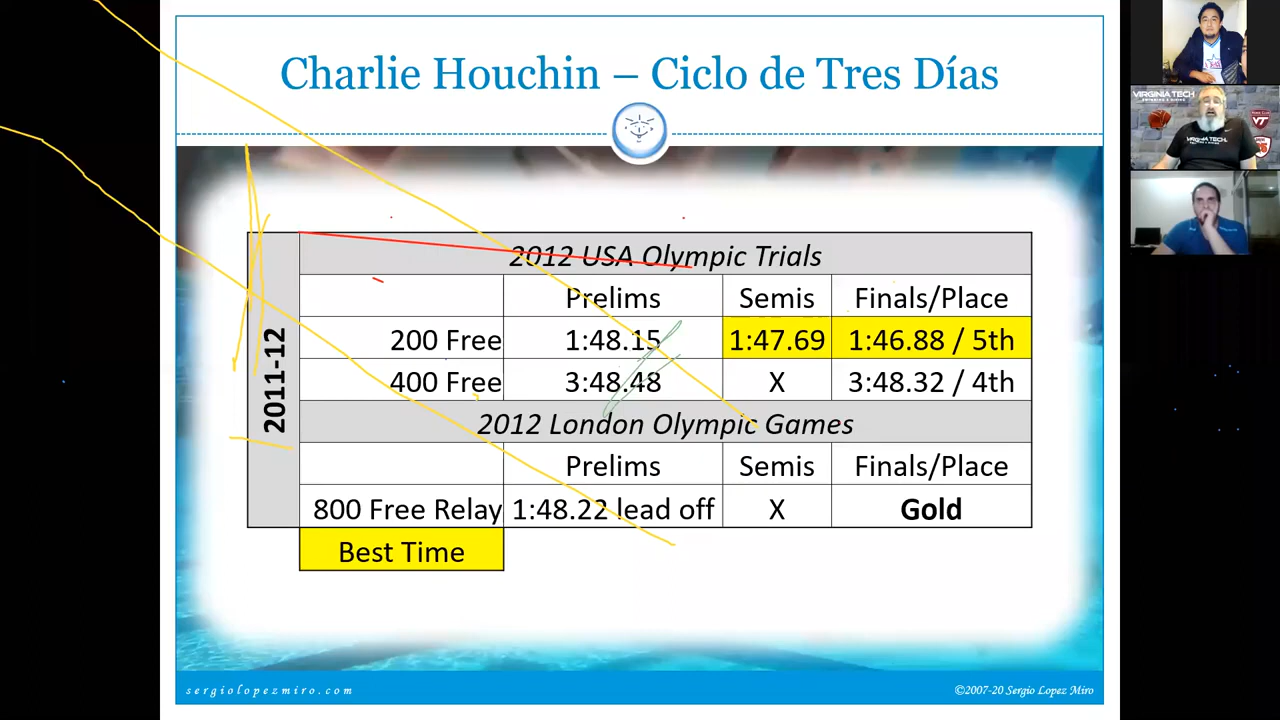 Charlie Houchin – Ciclo de Tres Días
2011-12
2012 USA Olympic Trials
Prelims Semis Finals/Place
200 Free 1:48.15 1:47.69 1:46.88 / 5th
400 Free 3:48.48 X 3:48.32 / 4th
2012 London Olympic Games
Prelims Semis Finals/Place
800 Free Relay 1:48.22 lead off X Gold
Best Time
sergiolopezmiro.com
©2007-20 Sergio Lopez Miro
VIRGINIA TECH
VT
VIRGINIA TECH